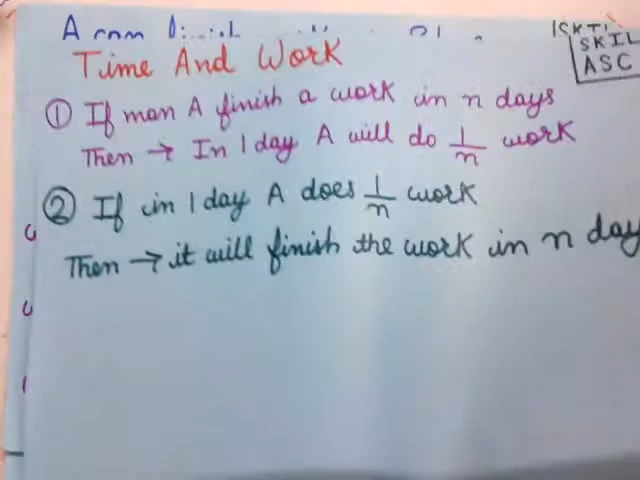 SKIL
ASC
Time And Work
① If man A finish a work in n days
Then → In 1 day A will do 1/n work
② If in 1 day A does 1/n work
Then → it will finish the work in n day